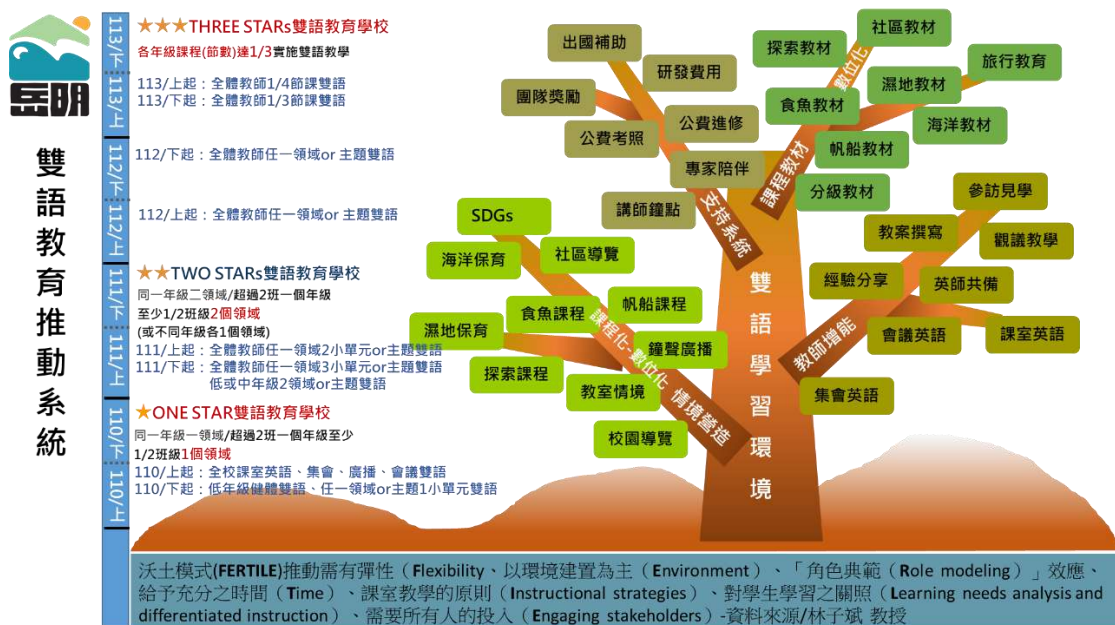 岳明
雙語教育推動系統
113/下
113/上
112/下
112/上
111/下
111/上
110/下
110/上
★★★THREE STARs雙語教育學校
各年級課程(節數)達1/3實施雙語教學
113/上起：全體教師1/4節課雙語
113/下起：全體教師1/3節課雙語
112/下起：全體教師任一領域or 主題雙語
112/上起：全體教師任一領域or 主題雙語
★★TWO STARs雙語教育學校
同一年級二領域/超過2班一個年級
至少1/2班級2個領域
(或不同年級各1個領域)
111/上起：全體教師任一領域2小單元or主題雙語
111/下起：全體教師任一領域3小單元or主題雙語
低或中年級2領域or主題雙語
★ONE STAR雙語教育學校
同一年級一領域/超過2班一個年級至少
1/2班級1個領域
110/上起：全校課室英語、集會、廣播、會議雙語
110/下起：低年級健體雙語、任一領域or主題1小單元雙語
出國補助
研發費用
團隊獎勵
公費進修
公費考照
專家陪伴
講師鐘點
支持系統
社區教材
探索教材
數位化
旅行教育
濕地教材
食魚教材
海洋教材
帆船教材
分級教材
課程教材
SDGs
社區導覽
海洋保育
帆船課程
食魚課程
濕地保育
鐘聲廣播
探索課程
教室情境
校園導覽
課程化-數位化
情境營造
參訪見學
教案撰寫
觀議教學
經驗分享
英師共備
會議英語
課室英語
集會英語
教師增能
雙語學習環境
沃土模式(FERTILE)推動需有彈性（Flexibility、以環境建置為主（Environment）、「角色典範（Role modeling）」效應、
給予充分之時間（Time）、課室教學的原則（Instructional strategies）、對學生學習之關照（Learning needs analysis and
differentiated instruction）、需要所有人的投入（Engaging stakeholders）-資料來源/林子斌 教授